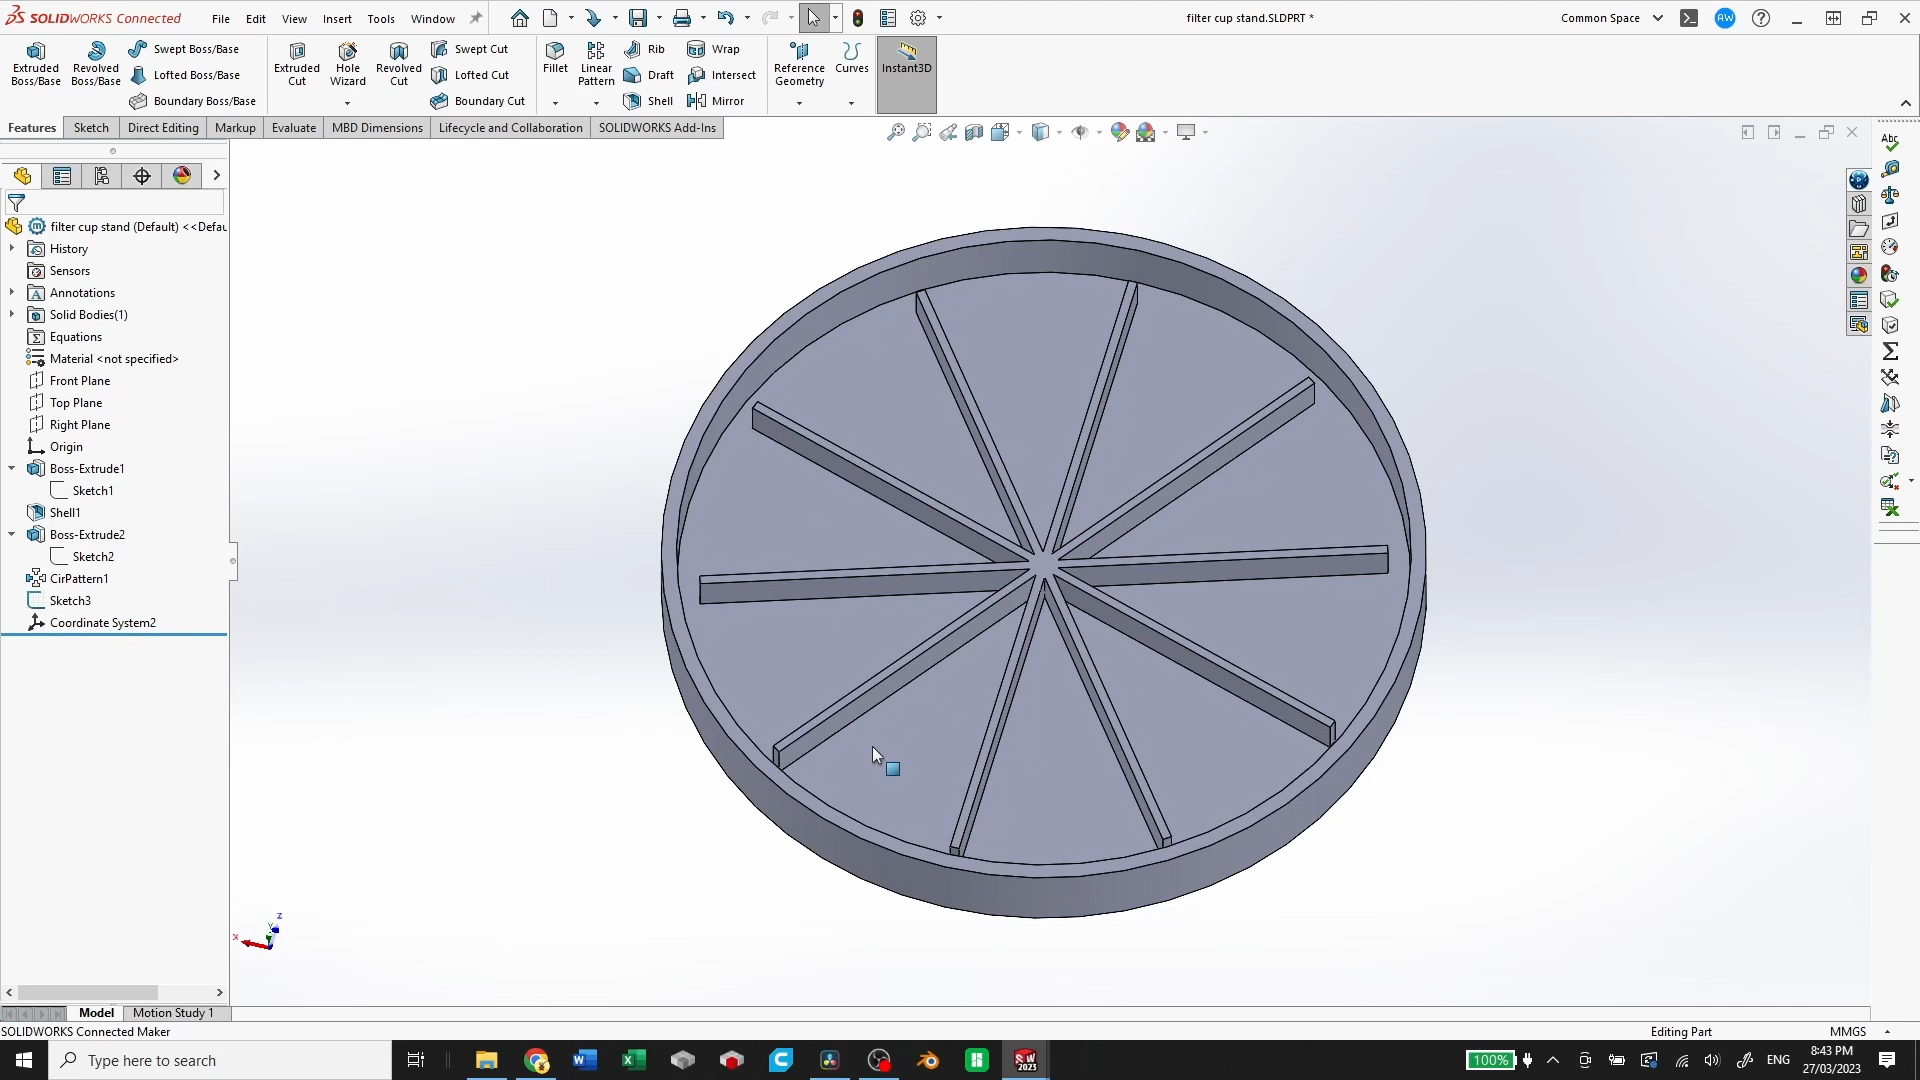 SOLIDWORKS Connected
File Edit View Insert Tools Window
filter cup stand.SLDPRT *
Common Space
AW
Extruded Boss/Base
Revolved Boss/Base
Swept Boss/Base
Lofted Boss/Base
Boundary Boss/Base
Extruded Cut
Hole Wizard
Revolved Cut
Swept Cut
Lofted Cut
Boundary Cut
Fillet
Linear Pattern
Rib
Draft
Shell
Wrap
Intersect
Mirror
Reference Geometry
Curves
Instant3D
Features Sketch Direct Editing Markup Evaluate MBD Dimensions Lifecycle and Collaboration SOLIDWORKS Add-Ins
Abc
filter cup stand (Default) <<Defau
History
Sensors
Annotations
Solid Bodies(1)
Equations
Material <not specified>
Front Plane
Top Plane
Right Plane
Origin
Boss-Extrude1
Sketch1
Shell1
Boss-Extrude2
Sketch2
CirPattern1
Sketch3
Coordinate System2
Z
Y
X
Model Motion Study 1
SOLIDWORKS Connected Maker
Editing Part
MMGS
Type here to search
100%
ENG
8:43 PM
27/03/2023